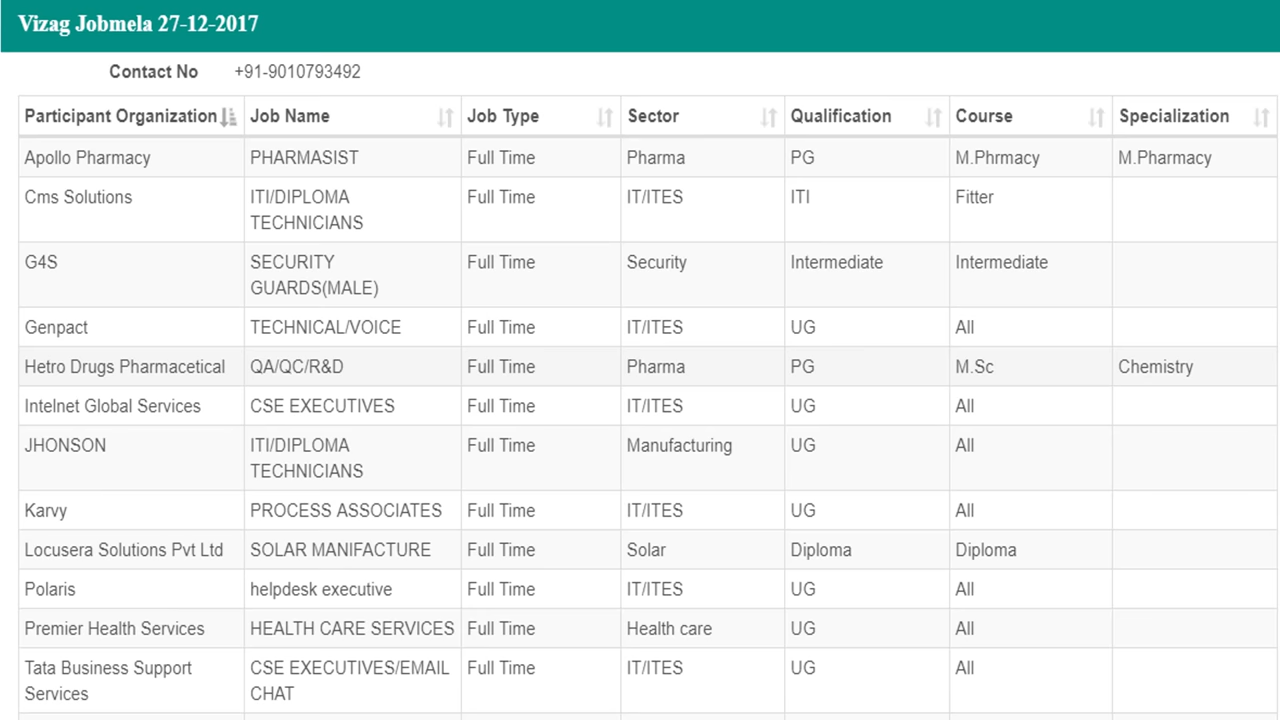 Vizag Jobmela 27-12-2017
Contact No +91-9010793492
Participant Organization Job Name Job Type Sector Qualification Course Specialization
Apollo Pharmacy PHARMASIST Full Time Pharma PG M.Phrmacy M.Pharmacy
Cms Solutions ITI/DIPLOMA Full Time IT/ITES ITI Fitter
TECHNICIANS
G4S SECURITY Full Time Security Intermediate Intermediate
GUARDS(MALE)
Genpact TECHNICAL/VOICE Full Time IT/ITES UG All
Hetro Drugs Pharmacetical QA/QC/R&D Full Time Pharma PG M.Sc Chemistry
Intelnet Global Services CSE EXECUTIVES Full Time IT/ITES UG All
JHONSON ITI/DIPLOMA Full Time Manufacturing UG All
TECHNICIANS
Karvy PROCESS ASSOCIATES Full Time IT/ITES UG All
Locusera Solutions Pvt Ltd SOLAR MANIFACTURE Full Time Solar Diploma Diploma
Polaris helpdesk executive Full Time IT/ITES UG All
Premier Health Services HEALTH CARE SERVICES Full Time Health care UG All
Tata Business Support CSE EXECUTIVES/EMAIL Full Time IT/ITES UG All
Services CHAT